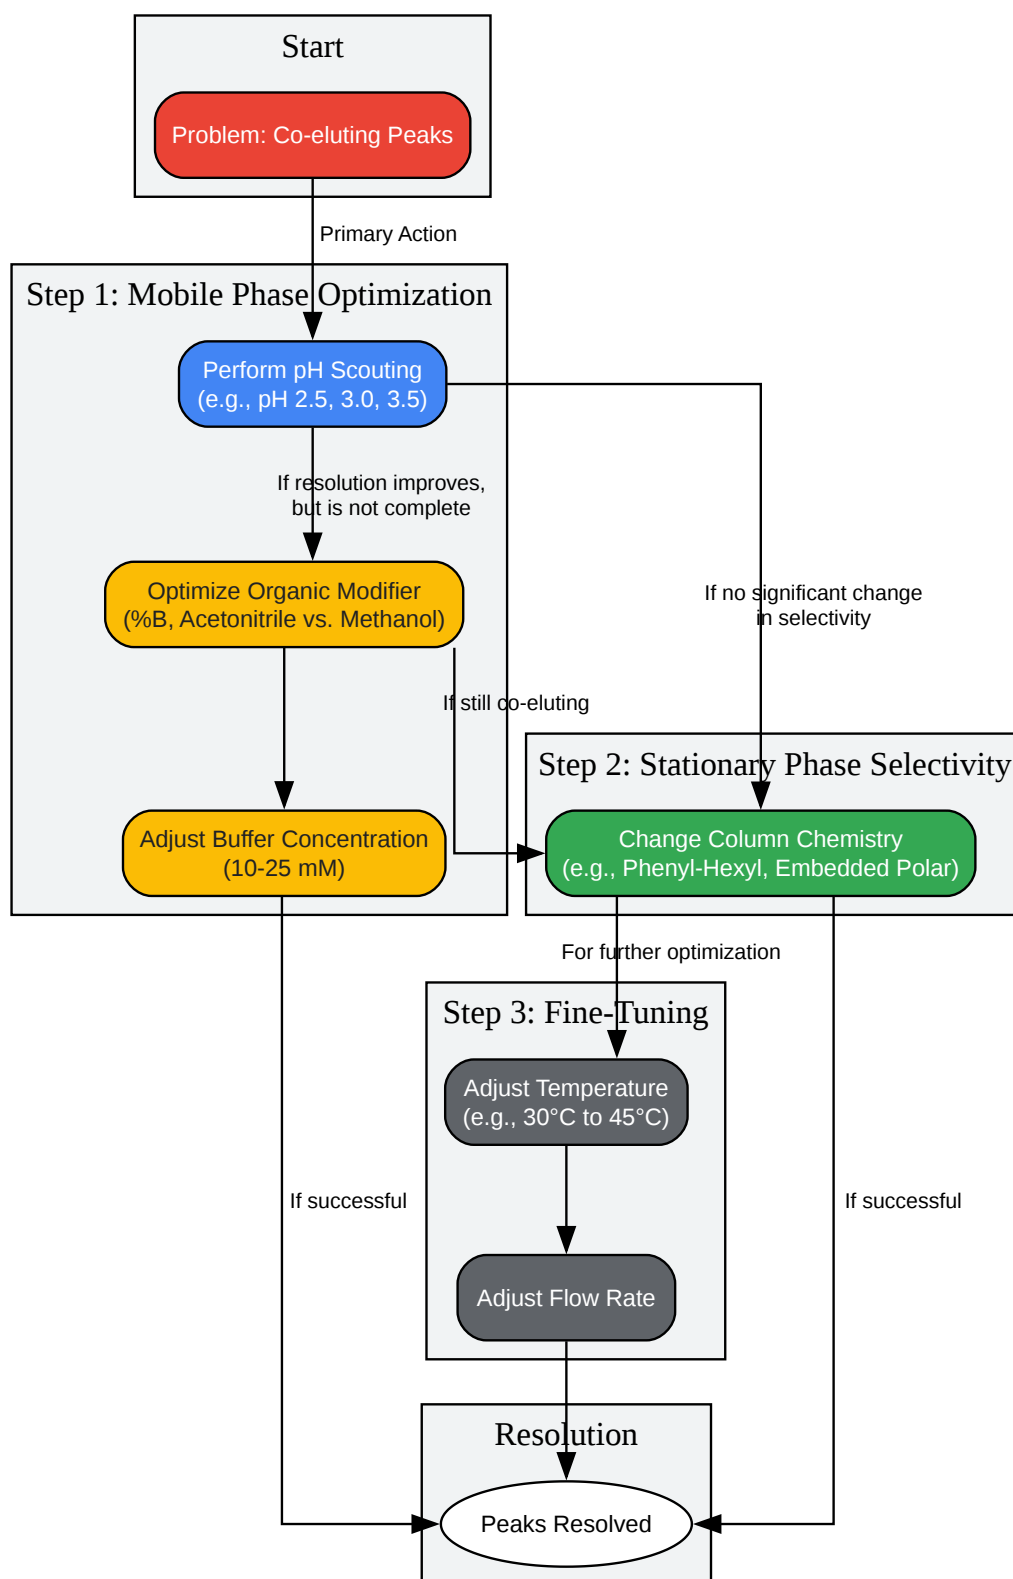 Start
Problem: Co-eluting Peaks
Primary Action
Step 1: Mobile Phase Optimization
Perform pH Scouting
(e.g., pH 2.5, 3.0, 3.5)
If resolution improves,
but is not complete
Optimize Organic Modifier
(%B, Acetonitrile vs. Methanol)
If no significant change
in selectivity
If still co-eluting
Step 2: Stationary Phase Selectivity
Adjust Buffer Concentration
(10-25 mM)
Change Column Chemistry
(e.g., Phenyl-Hexyl, Embedded Polar)
For further optimization
Step 3: Fine-Tuning
Adjust Temperature
(e.g., 30°C to 45°C)
If successful
If successful
Adjust Flow Rate
Resolution
Peaks Resolved